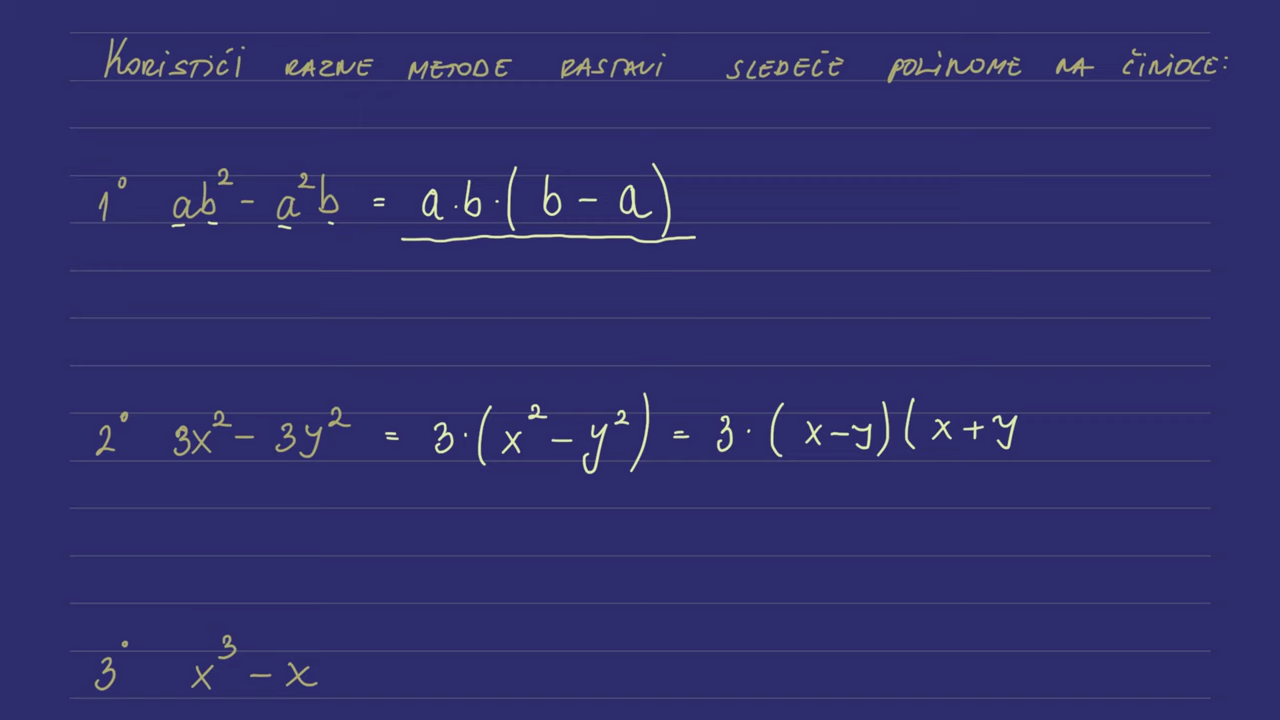 KORISTIĆI RAZNE METODE RASTAVI SLEDEĆE POLINOME NA ČINIOCE:
1° ab² - a²b = a·b·(b - a)
2° 3x² - 3y² = 3·(x² - y²) = 3·(x-y)(x+y
3° x³ - x